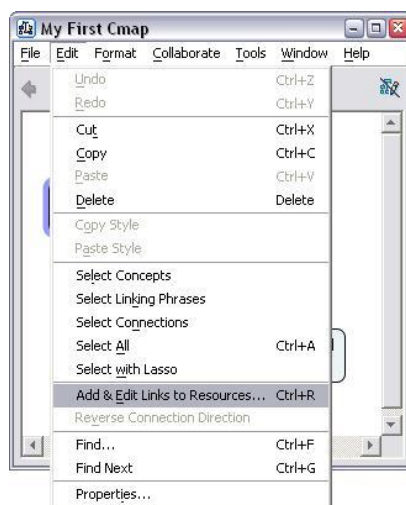 My First Cmap
File Edit Format Collaborate Tools Window Help
Undo Ctrl+Z
Redo Ctrl+Y
Cut Ctrl+X
Copy Ctrl+C
Paste Ctrl+V
Delete Delete
Copy Style
Paste Style
Select Concepts
Select Linking Phrases
Select Connections
Select All Ctrl+A
Select with Lasso
Add & Edit Links to Resources... Ctrl+R
Reverse Connection Direction
Find... Ctrl+F
Find Next Ctrl+G
Properties...